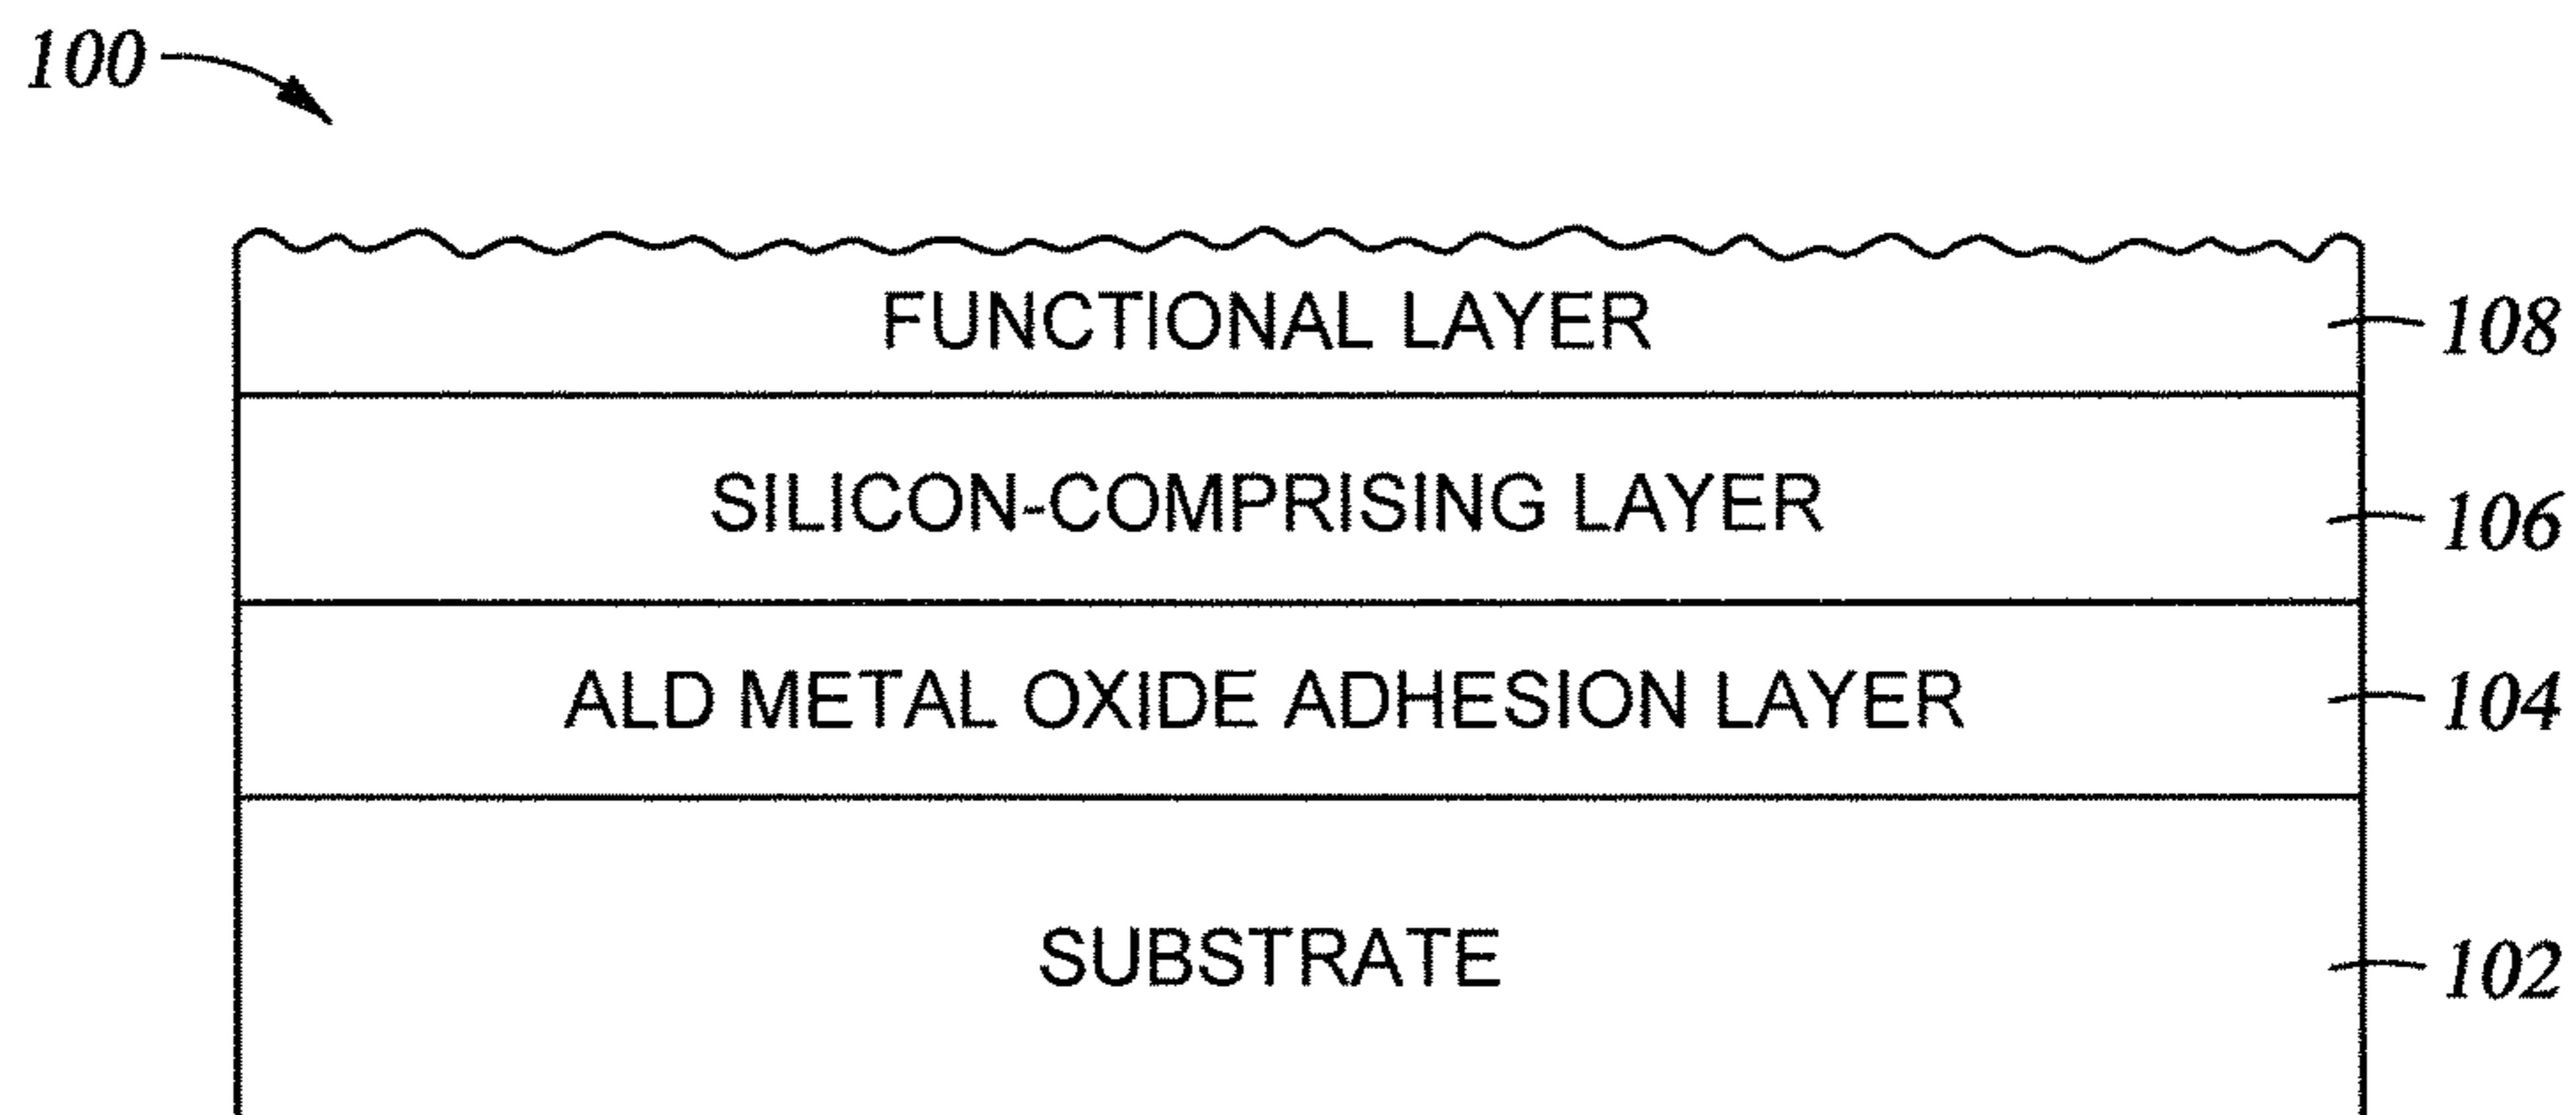 100
FUNCTIONAL LAYER 108
SILICON-COMPRISING LAYER 106
ALD METAL OXIDE ADHESION LAYER 104
SUBSTRATE 102